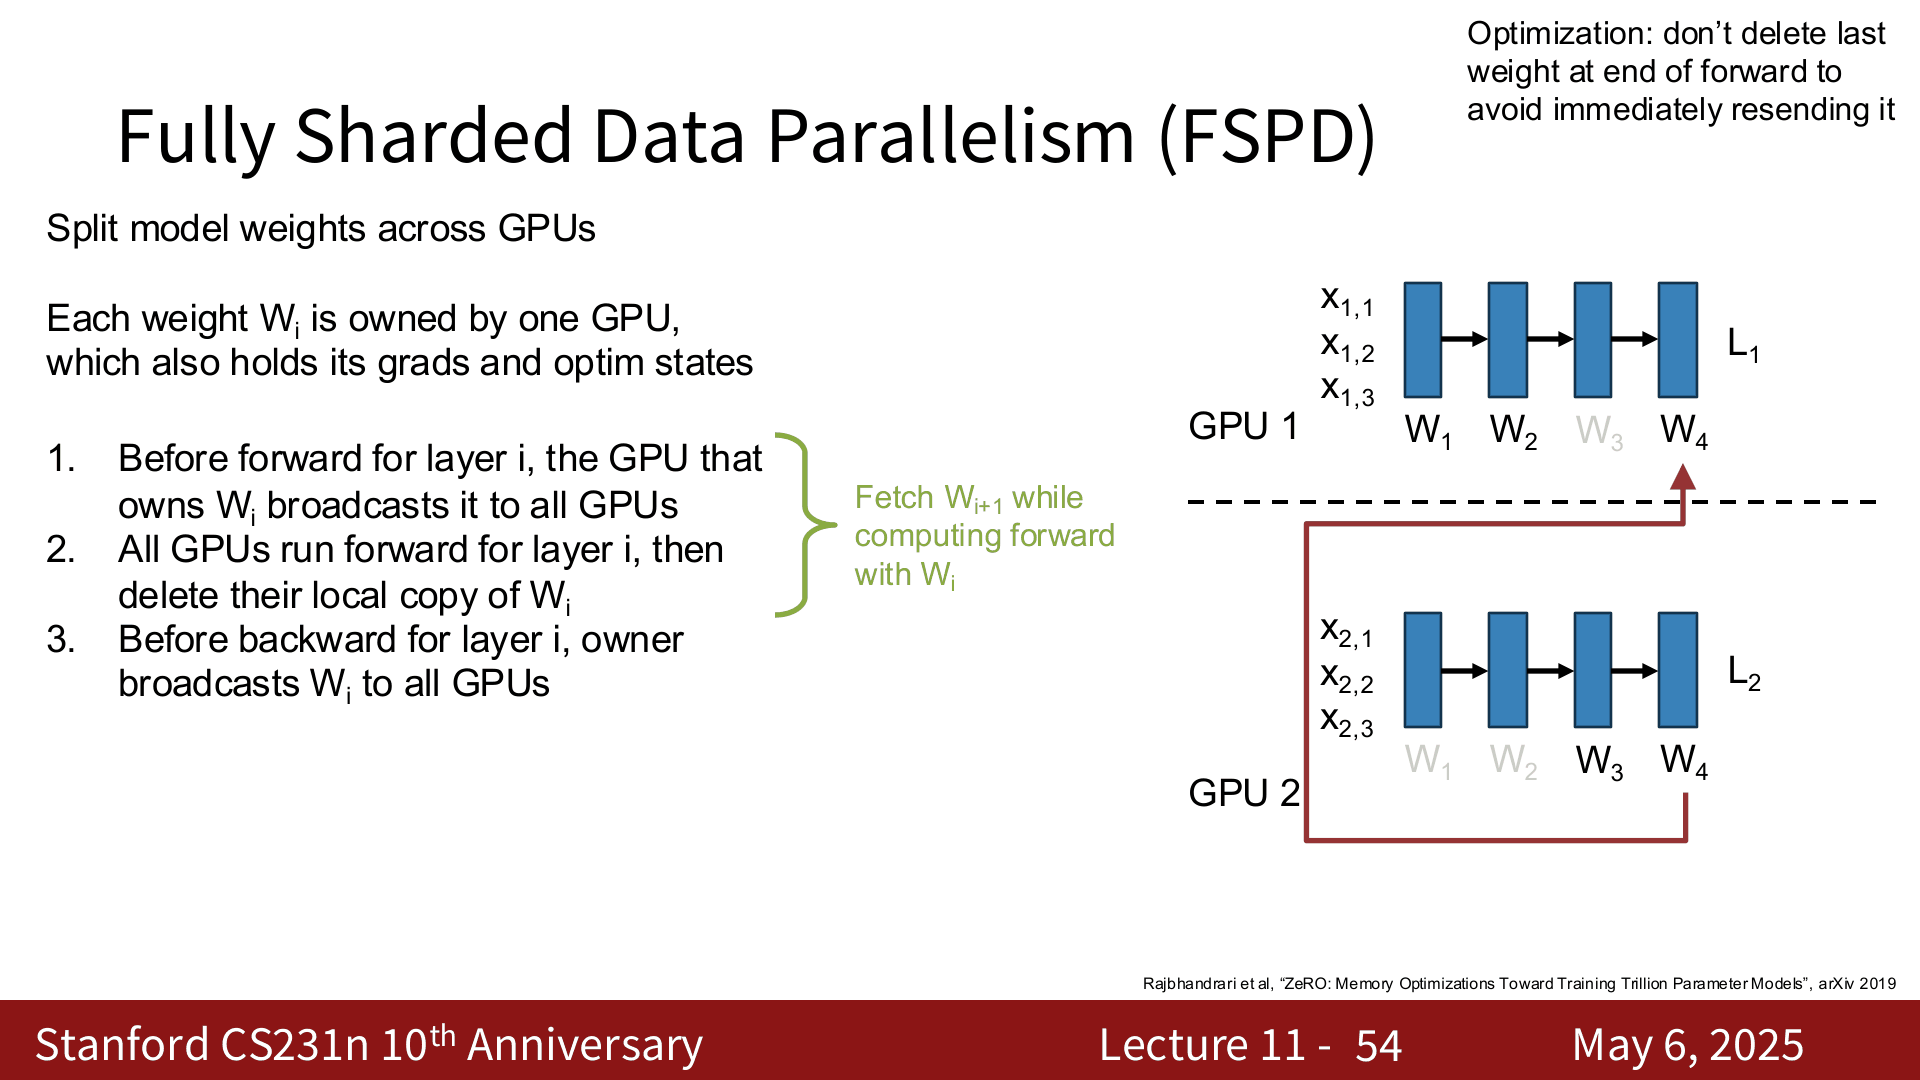 Optimization: don’t delete last
weight at end of forward to
avoid immediately resending it
Fully Sharded Data Parallelism (FSPD)
Split model weights across GPUs
Each weight Wi is owned by one GPU,
which also holds its grads and optim states
1. Before forward for layer i, the GPU that
owns Wi broadcasts it to all GPUs
2. All GPUs run forward for layer i, then
delete their local copy of Wi
3. Before backward for layer i, owner
broadcasts Wi to all GPUs
Fetch Wi+1 while
computing forward
with Wi
x1,1
x1,2
x1,3
L1
GPU 1
W1 W2 W3 W4
x2,1
x2,2
x2,3
L2
W1 W2 W3 W4
GPU 2
Rajbhandrari et al, “ZeRO: Memory Optimizations Toward Training Trillion Parameter Models”, arXiv 2019
Stanford CS231n 10th Anniversary
Lecture 11 - 54
May 6, 2025